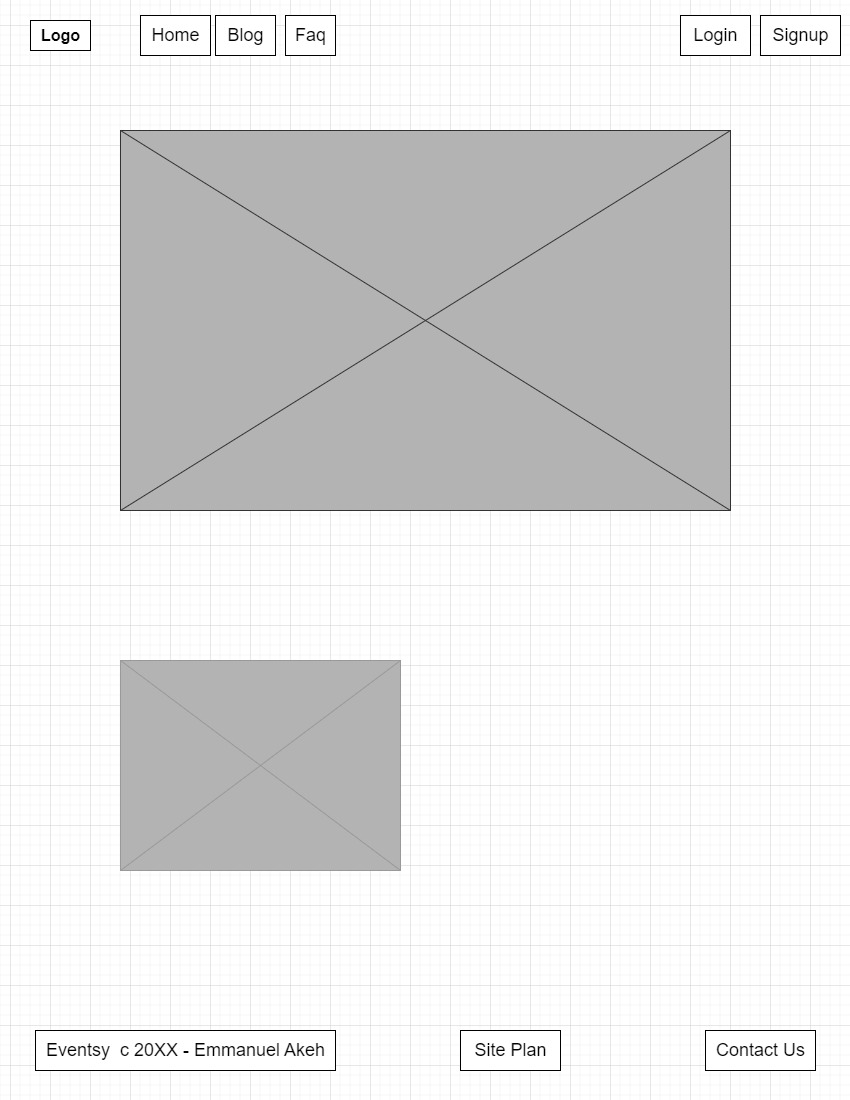 Logo
Home
Blog
Faq
Login
Signup
Eventsy  c 20XX - Emmanuel Akeh
Site Plan
Contact Us